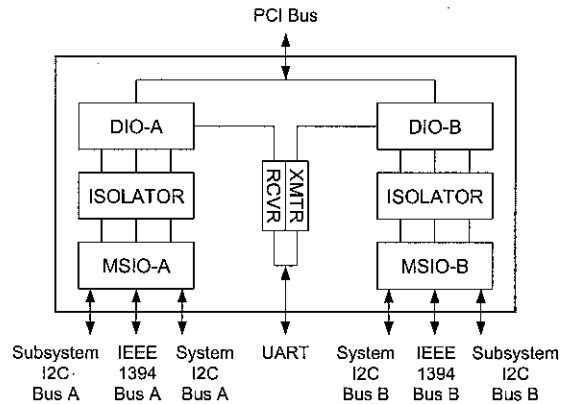 PCI Bus
DIO-A
DIO-B
ISOLATOR
RCVR
XMTR
ISOLATOR
MSIO-A
MSIO-B
Subsystem
I2C
Bus A
IEEE
1394
Bus A
System
I2C
Bus A
UART
System
I2C
Bus B
IEEE
1394
Bus B
Subsystem
I2C
Bus B